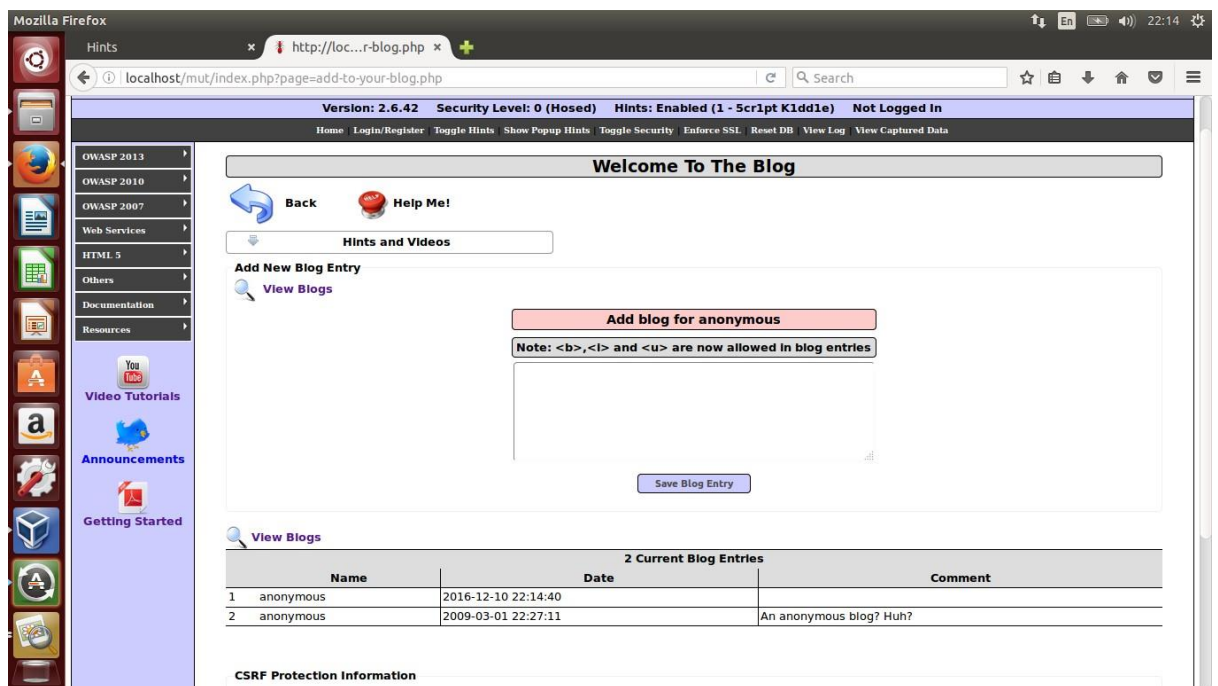 Mozilla Firefox
En
22:14
Hints
http://loc...r-blog.php
localhost/mut/index.php?page=add-to-your-blog.php
Search
Version: 2.6.42 Security Level: 0 (Hosed) Hints: Enabled (1 - 5cr1pt K1dd1e) Not Logged In
Home Login/Register Toggle Hints Show Popup Hints Toggle Security Enforce SSL Reset DB View Log View Captured Data
OWASP 2013
OWASP 2010
OWASP 2007
Web Services
HTML 5
Others
Documentation
Resources
You
Tube
Video Tutorials
Announcements
Getting Started
Welcome To The Blog
Back
HELP
Help Me!
Hints and Videos
Add New Blog Entry
View Blogs
Add blog for anonymous
Note: <b>,<i> and <u> are now allowed in blog entries
Save Blog Entry
View Blogs
2 Current Blog Entries
Name Date Comment
1 anonymous 2016-12-10 22:14:40
2 anonymous 2009-03-01 22:27:11 An anonymous blog? Huh?
CSRF Protection Information
a